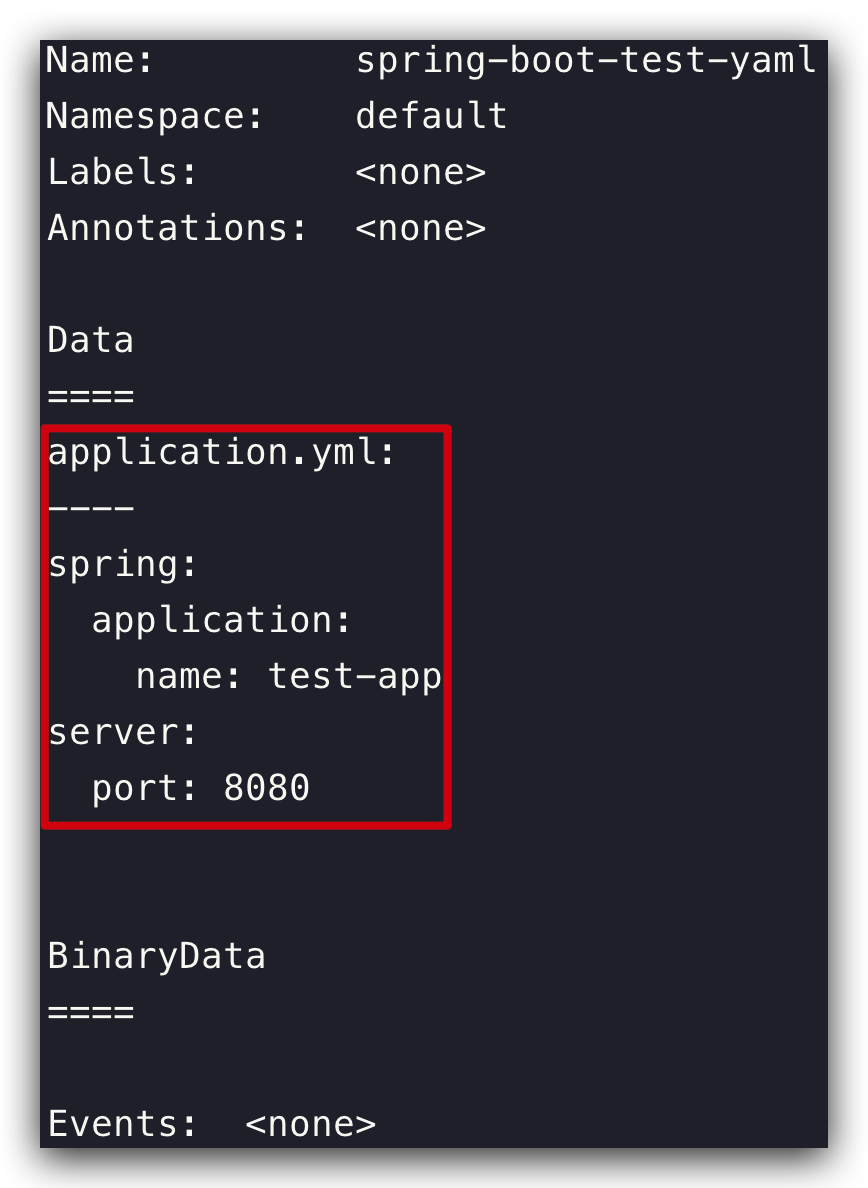 Name:         spring-boot-test-yaml
Namespace:    default
Labels:       <none>
Annotations:  <none>
Data
====
application.yml:
----
spring:
  application:
    name: test-app
server:
  port: 8080
BinaryData
====
Events:  <none>